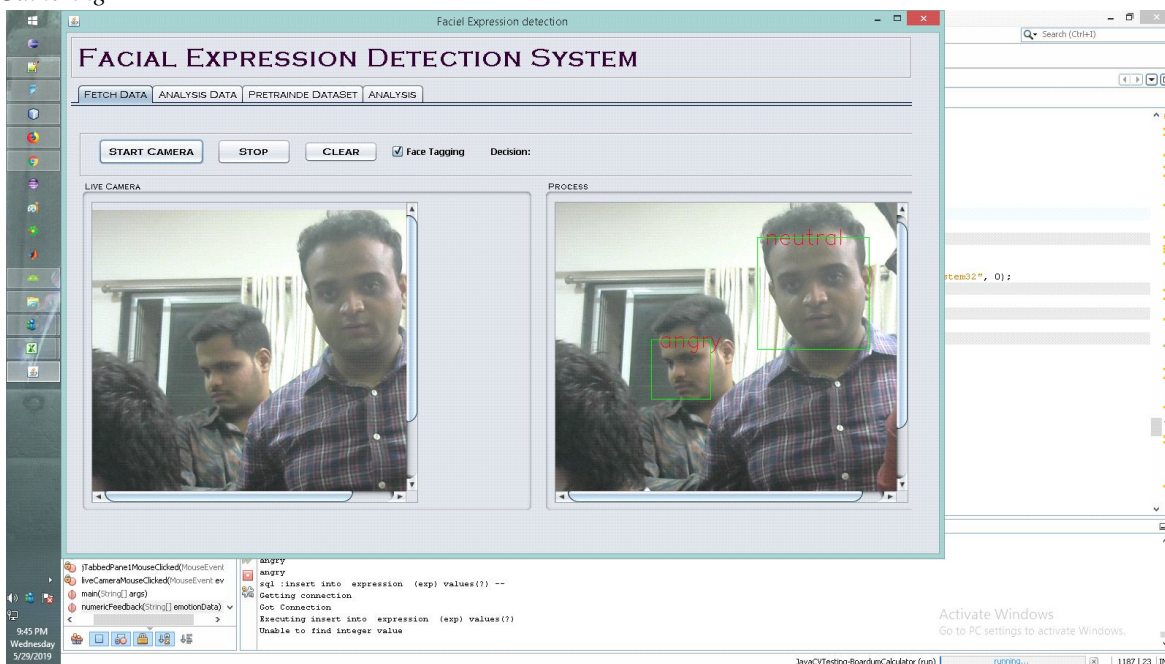 Faciel Expression detection
FACIAL EXPRESSION DETECTION SYSTEM
Search (Ctrl+I)
FETCH DATA ANALYSIS DATA PRETRAINDE DATASET ANALYSIS
START CAMERA STOP CLEAR Face Tagging Decision:
LIVE CAMERA PROCESS
neutral
angry
tem32", 0);
angry
jTabbedPane1MouseClicked(MouseEvent
angry
liveCameraMouseClicked(MouseEvent ev
sql :insert into expression (exp) values(?) --
main(String[] args)
Getting connection
numericFeedback(String[] emotionData)
Got Connection
Executing insert into expression (exp) values(?)
Unable to find integer value
Activate Windows
Go to PC settings to activate Windows.
9:45 PM
Wednesday
5/29/2019
JavaCVTesting-BoardumCalculator (run) running... 1187 23